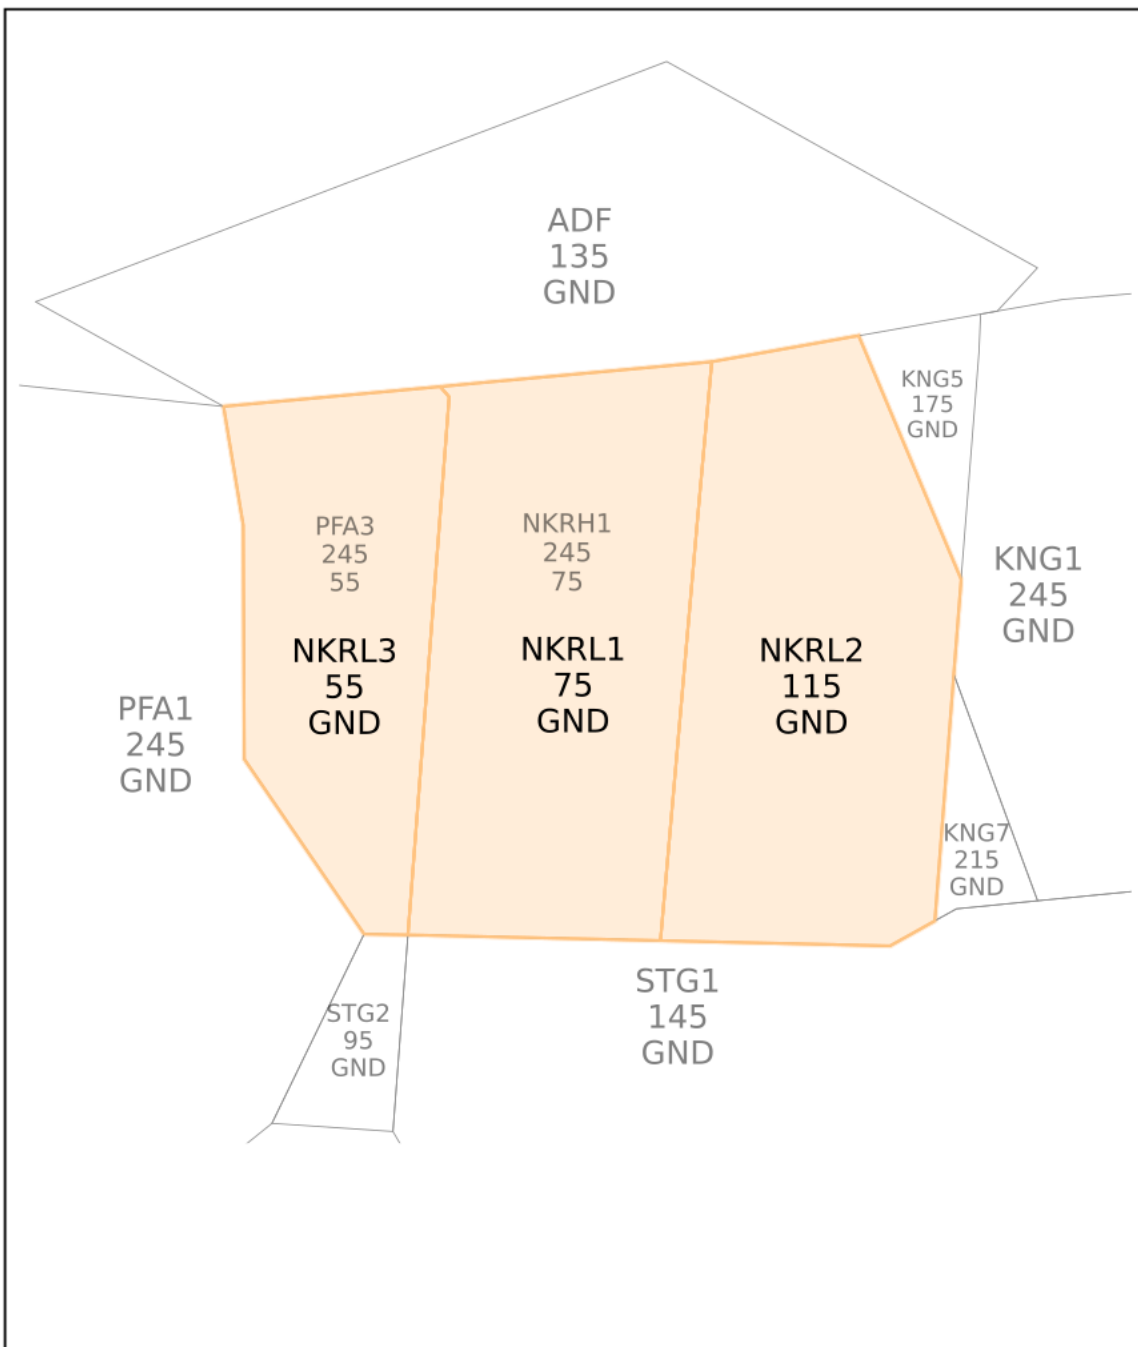 ADF
135
GND
KNG5
175
GND
PFA3
245
55
NKRH1
245
75
KNG1
245
GND
NKRL3
55
GND
NKRL1
75
GND
NKRL2
115
GND
PFA1
245
GND
KNG7
215
GND
STG1
145
GND
STG2
95
GND